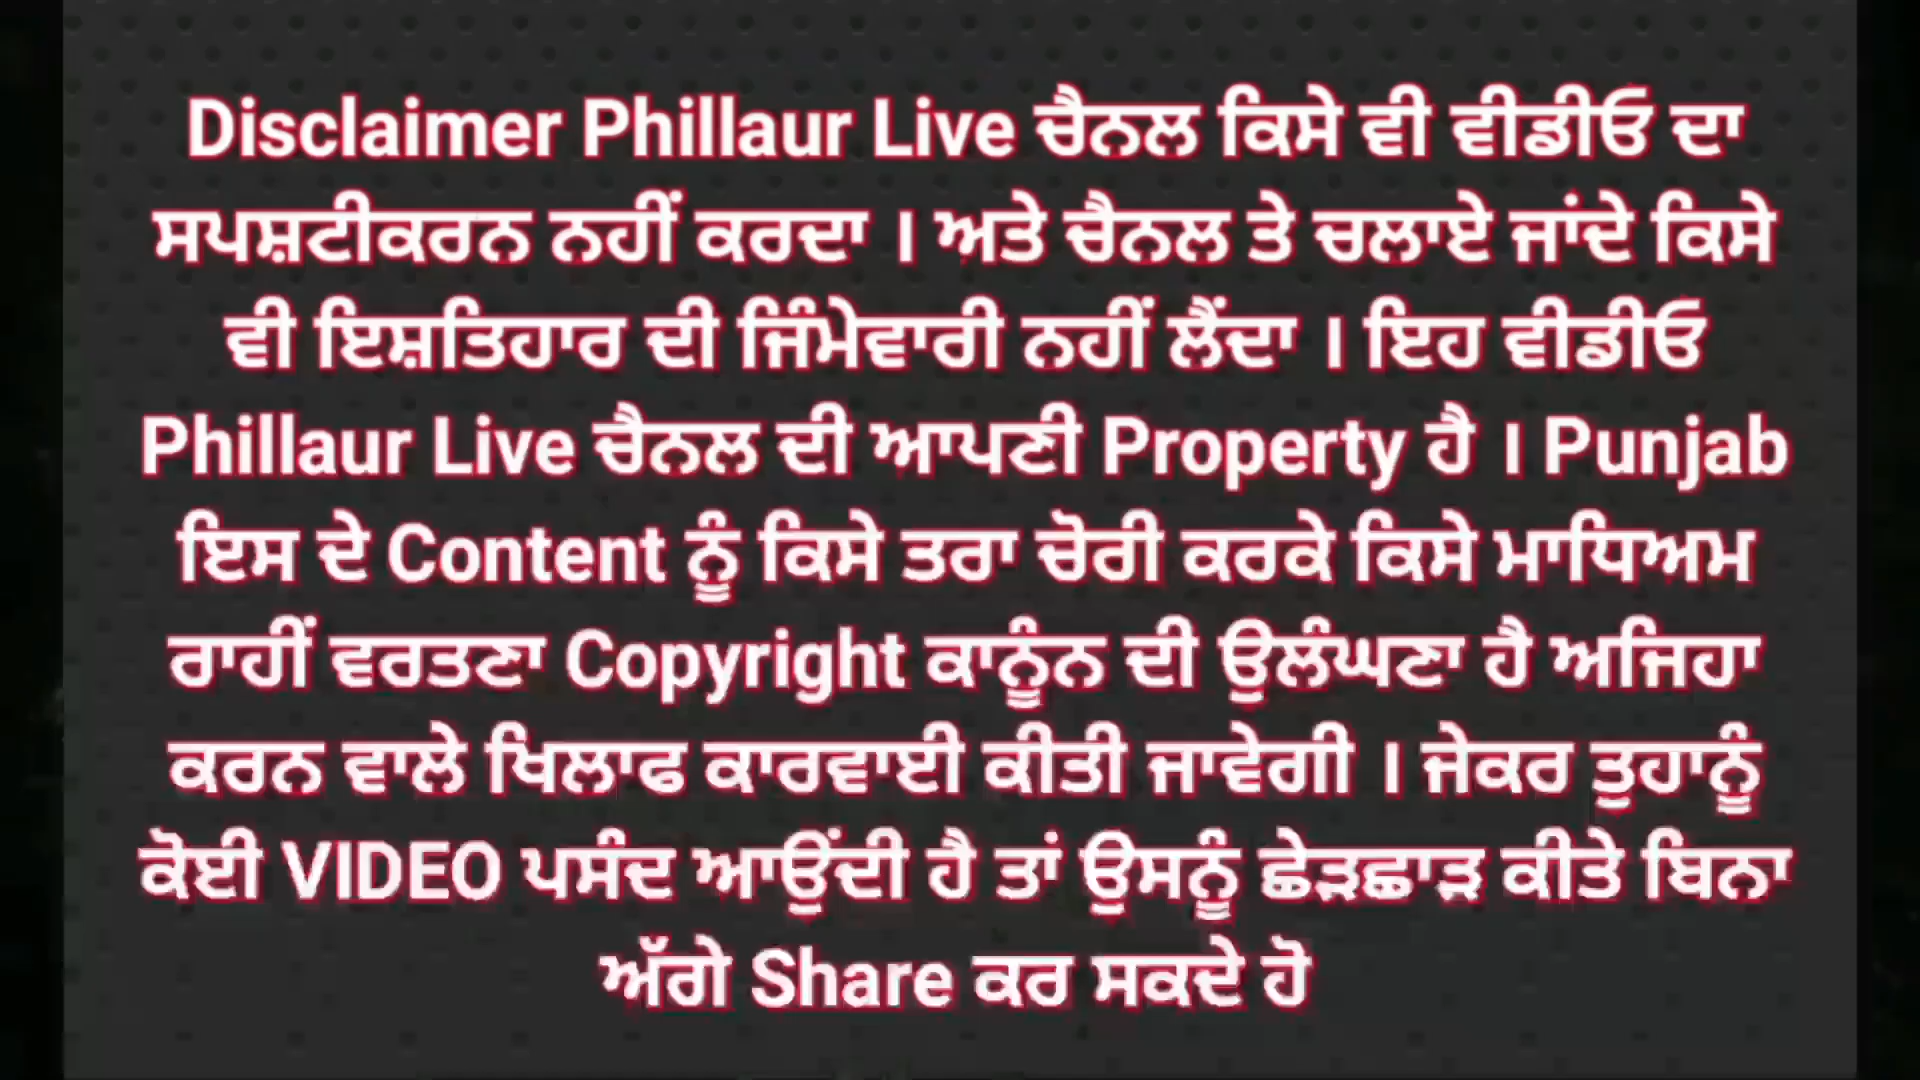 Disclaimer Phillaur Live ਚੈਨਲ ਕਿਸੇ ਵੀ ਵੀਡੀਓ ਦਾ
ਸਪਸ਼ਟੀਕਰਨ ਨਹੀਂ ਕਰਦਾ । ਅਤੇ ਚੈਨਲ ਤੇ ਚਲਾਏ ਜਾਂਦੇ ਕਿਸੇ
ਵੀ ਇਸ਼ਤਿਹਾਰ ਦੀ ਜਿੰਮੇਵਾਰੀ ਨਹੀਂ ਲੈਂਦਾ । ਇਹ ਵੀਡੀਓ
Phillaur Live ਚੈਨਲ ਦੀ ਆਪਣੀ Property ਹੈ । Punjab
ਇਸ ਦੇ Content ਨੂੰ ਕਿਸੇ ਤਰਾ ਚੋਰੀ ਕਰਕੇ ਕਿਸੇ ਮਾਧਿਅਮ
ਰਾਹੀਂ ਵਰਤਣਾ Copyright ਕਾਨੂੰਨ ਦੀ ਉਲੰਘਣਾ ਹੈ ਅਜਿਹਾ
ਕਰਨ ਵਾਲੇ ਖਿਲਾਫ ਕਾਰਵਾਈ ਕੀਤੀ ਜਾਵੇਗੀ । ਜੇਕਰ ਤੁਹਾਨੂੰ
ਕੋਈ VIDEO ਪਸੰਦ ਆਉਂਦੀ ਹੈ ਤਾਂ ਉਸਨੂੰ ਛੇੜਛਾੜ ਕੀਤੇ ਬਿਨਾ
ਅੱਗੇ Share ਕਰ ਸਕਦੇ ਹੋ